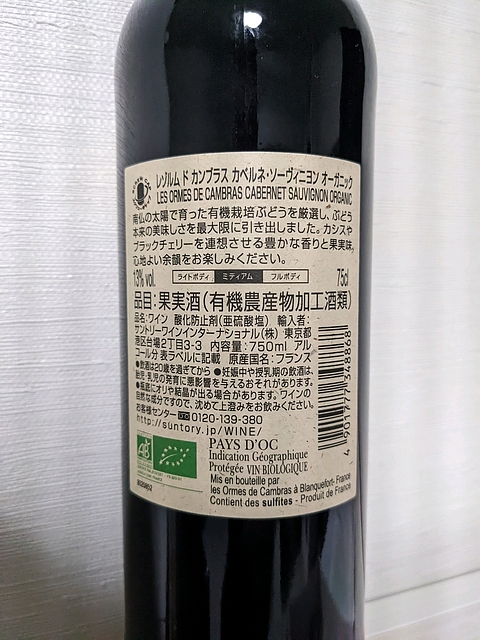 レゾルム ド カンブラス カベルネ・ソーヴィニヨン オーガニック
LES ORMES DE CAMBRAS CABERNET SAUVIGNON ORGANIC
南仏の太陽で育った有機栽培ぶどうを厳選し、ぶどう
本来の美味しさを最大限に引き出しました。カシスや
ブラックチェリーを連想させる豊かな香りと果実味、
心地よい余韻をお楽しみください。
13% vol.
ライトボディ ミディアム フルボディ
75cl
品目:果実酒(有機農産物加工酒類)
品名:ワイン 酸化防止剤(亜硫酸塩) 輸入者:
サントリーワインインターナショナル(株) 東京都
港区台場2丁目3-3 内容量:750ml アル
コール分 表ラベルに記載 原産国名:フランス
●飲酒は20歳を過ぎてから ●妊娠中や授乳期の飲酒は、
胎児・乳児の発育に悪影響を与えるおそれがあります。
●瓶底にオリや結晶が出る場合があります。ワインの
自然な成分ですので、沈めて上澄みをお飲みください。
お客様センター 0120-139-380
http://suntory.jp/WINE/
4 901777 348868
AB
PAYS D'OC
Indication Géographique
Protégée VIN BIOLOGIQUE
Mis en bouteille par
les Ormes de Cambras à Blanquefort, France
Contient des sulfites - Produit de France